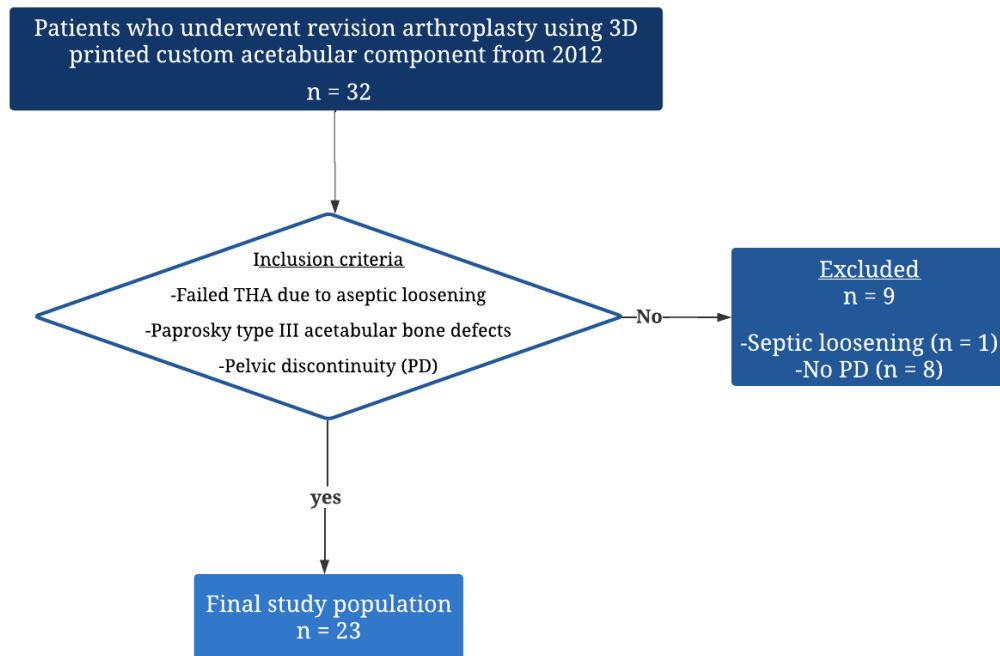 Patients who underwent revision arthroplasty using 3D
printed custom acetabular component from 2012
n = 32
Inclusion criteria
-Failed THA due to aseptic loosening
-Paprosky type III acetabular bone defects
-Pelvic discontinuity (PD)
No
Excluded
n = 9
-Septic loosening (n = 1)
-No PD (n = 8)
yes
Final study population
n = 23